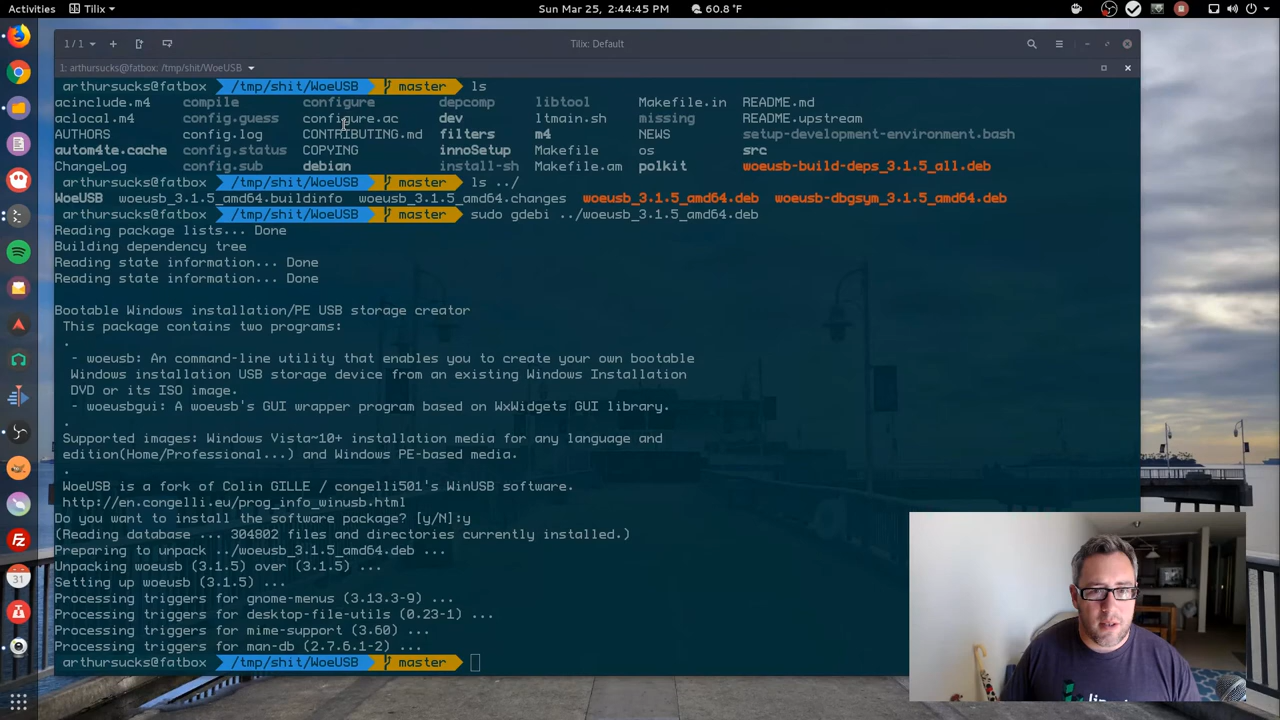 Activities Tilix Sun Mar 25, 2:44:45 PM 60.8 °F
1 / 1 Tilix: Default
1: arthursucks@fatbox: /tmp/shit/WoeUSB
arthursucks@fatbox /tmp/shit/WoeUSB master ls
acinclude.m4 compile configure depcomp libtool Makefile.in README.md
aclocal.m4 config.guess configure.ac dev ltmain.sh missing README.upstream
AUTHORS config.log CONTRIBUTING.md filters m4 NEWS setup-development-environment.bash
autom4te.cache config.status COPYING innoSetup Makefile os src
ChangeLog config.sub debian install-sh Makefile.am polkit woeusb-build-deps_3.1.5_all.deb
arthursucks@fatbox /tmp/shit/WoeUSB master ls ../
WoeUSB woeusb_3.1.5_amd64.buildinfo woeusb_3.1.5_amd64.changes woeusb_3.1.5_amd64.deb woeusb-dbgsym_3.1.5_amd64.deb
arthursucks@fatbox /tmp/shit/WoeUSB master sudo gdebi ../woeusb_3.1.5_amd64.deb
Reading package lists... Done
Building dependency tree
Reading state information... Done
Reading state information... Done
Bootable Windows installation/PE USB storage creator
This package contains two programs:
.
- woeusb: An command-line utility that enables you to create your own bootable
Windows installation USB storage device from an existing Windows Installation
DVD or its ISO image.
- woeusbgui: A woeusb's GUI wrapper program based on WxWidgets GUI library.
.
Supported images: Windows Vista~10+ installation media for any language and
edition(Home/Professional...) and Windows PE-based media.
.
WoeUSB is a fork of Colin GILLE / congelli501's WinUSB software.
http://en.congelli.eu/prog_info_winusb.html
Do you want to install the software package? [y/N]:y
(Reading database ... 304802 files and directories currently installed.)
Preparing to unpack ../woeusb_3.1.5_amd64.deb ...
Unpacking woeusb (3.1.5) over (3.1.5) ...
Setting up woeusb (3.1.5) ...
Processing triggers for gnome-menus (3.13.3-9) ...
Processing triggers for desktop-file-utils (0.23-1) ...
Processing triggers for mime-support (3.60) ...
Processing triggers for man-db (2.7.6.1-2) ...
arthursucks@fatbox /tmp/shit/WoeUSB master
31